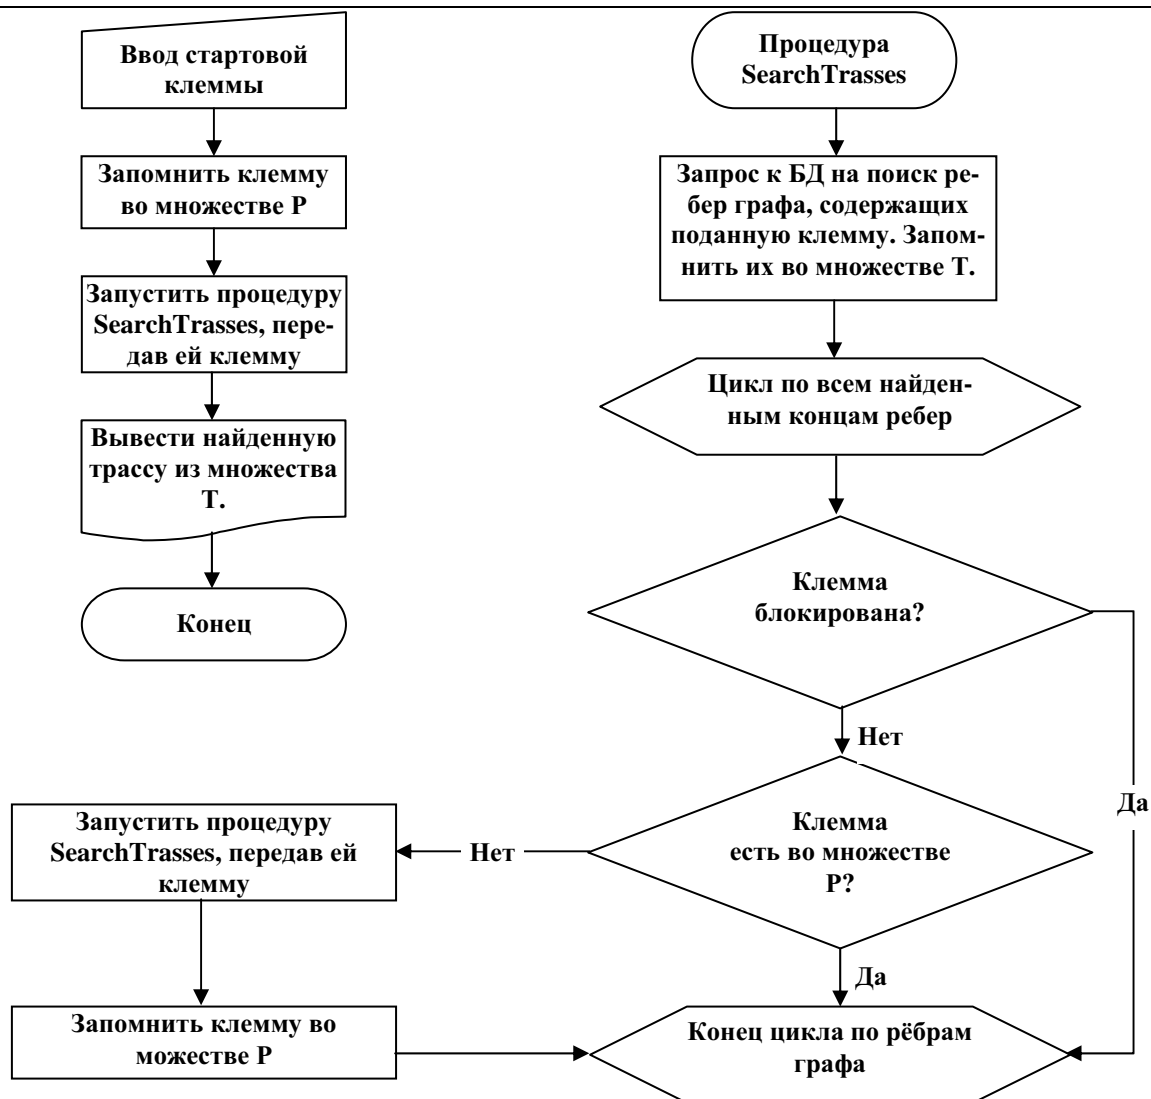 Ввод стартовой
клеммы
Запомнить клемму
во множестве P
Запустить процедуру
SearchTrasses, пере-
дав ей клемму
Вывести найденную
трассу из множества
T.
Конец
Процедура
SearchTrasses
Запрос к БД на поиск ре-
бер графа, содержащих
поданную клемму. Запом-
нить их во множестве T.
Цикл по всем найден-
ным концам ребер
Клемма
блокирована?
Нет
Да
Клемма
есть во множестве
P?
Нет
Да
Запустить процедуру
SearchTrasses, передав ей
клемму
Запомнить клемму во
можестве P
Конец цикла по рёбрам
графа